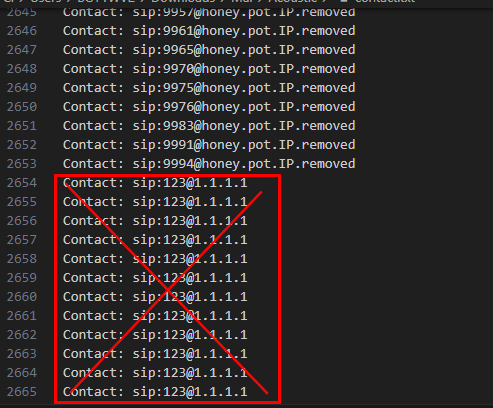 2645 Contact: sip:9957@honey.pot.IP.removed
2646 Contact: sip:9961@honey.pot.IP.removed
2647 Contact: sip:9965@honey.pot.IP.removed
2648 Contact: sip:9970@honey.pot.IP.removed
2649 Contact: sip:9975@honey.pot.IP.removed
2650 Contact: sip:9976@honey.pot.IP.removed
2651 Contact: sip:9983@honey.pot.IP.removed
2652 Contact: sip:9991@honey.pot.IP.removed
2653 Contact: sip:9994@honey.pot.IP.removed
2654 Contact: sip:123@1.1.1.1
2655 Contact: sip:123@1.1.1.1
2656 Contact: sip:123@1.1.1.1
2657 Contact: sip:123@1.1.1.1
2658 Contact: sip:123@1.1.1.1
2659 Contact: sip:123@1.1.1.1
2660 Contact: sip:123@1.1.1.1
2661 Contact: sip:123@1.1.1.1
2662 Contact: sip:123@1.1.1.1
2663 Contact: sip:123@1.1.1.1
2664 Contact: sip:123@1.1.1.1
2665 Contact: sip:123@1.1.1.1